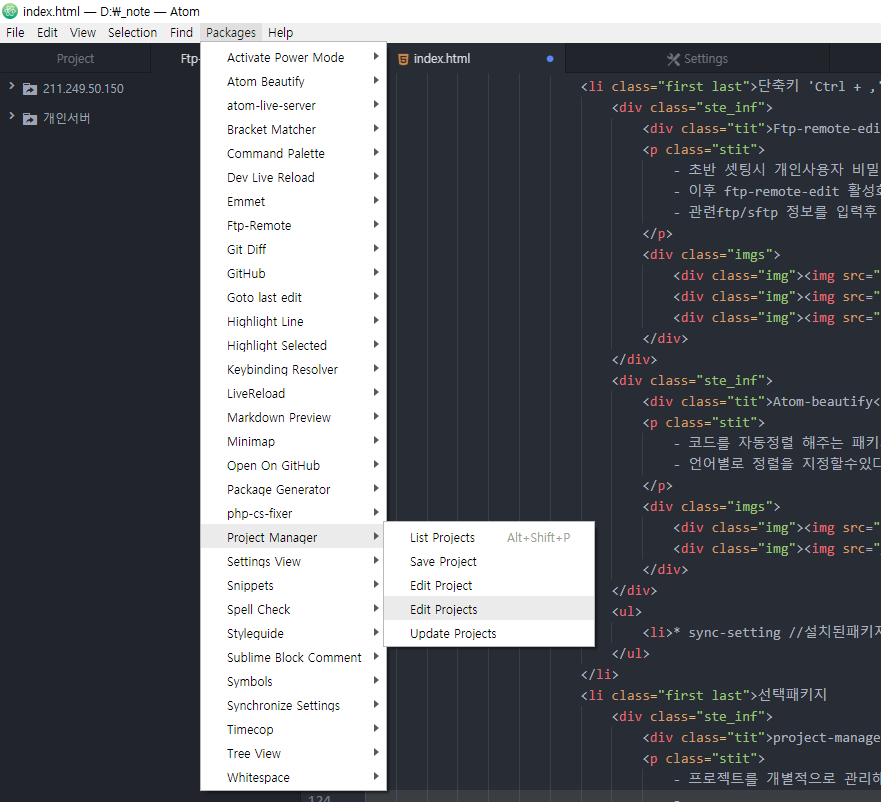 index.html — D:\_note — Atom
File Edit View Selection Find Packages Help
Project
Ftp-
index.html
Settings
211.249.50.150
개인서버
Activate Power Mode
Atom Beautify
atom-live-server
Bracket Matcher
Command Palette
Dev Live Reload
Emmet
Ftp-Remote
Git Diff
GitHub
Goto last edit
Highlight Line
Highlight Selected
Keybinding Resolver
LiveReload
Markdown Preview
Minimap
Open On GitHub
Package Generator
php-cs-fixer
Project Manager
Settings View
Snippets
Spell Check
Styleguide
Sublime Block Comment
Symbols
Synchronize Settings
Timecop
Tree View
Whitespace
List Projects Alt+Shift+P
Save Project
Edit Project
Edit Projects
Update Projects
<li class="first last">단축키 'Ctrl + ,'
<div class="ste_inf">
<div class="tit">Ftp-remote-edi
<p class="stit">
- 초반 셋팅시 개인사용자 비밀
- 이후 ftp-remote-edit 활성화
- 관련ftp/sftp 정보를 입력후
</p>
<div class="imgs">
<div class="img"><img src="
<div class="img"><img src="
<div class="img"><img src="
</div>
</div>
<div class="ste_inf">
<div class="tit">Atom-beautify<
<p class="stit">
- 코드를 자동정렬 해주는 패키
- 언어별로 정렬을 지정할수있다
</p>
<div class="imgs">
<div class="img"><img src="
<div class="img"><img src="
</div>
</div>
<ul>
<li>* sync-setting //설치된패키지
</ul>
</li>
<li class="first last">선택패키지
<div class="ste_inf">
<div class="tit">project-manage
<p class="stit">
- 프로젝트를 개별적으로 관리하
124